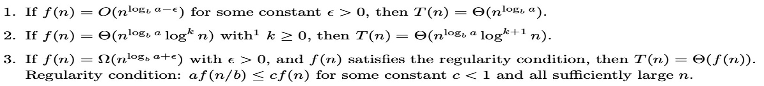 1. If f(n) = O(n^{log_b a−ϵ}) for some constant ϵ > 0, then T(n) = Θ(n^{log_b a}).
2. If f(n) = Θ(n^{log_b a} log^k n) with¹ k ≥ 0, then T(n) = Θ(n^{log_b a} log^{k+1} n).
3. If f(n) = Ω(n^{log_b a+ϵ}) with ϵ > 0, and f(n) satisfies the regularity condition, then T(n) = Θ(f(n)).
Regularity condition: af(n/b) ≤ cf(n) for some constant c < 1 and all sufficiently large n.